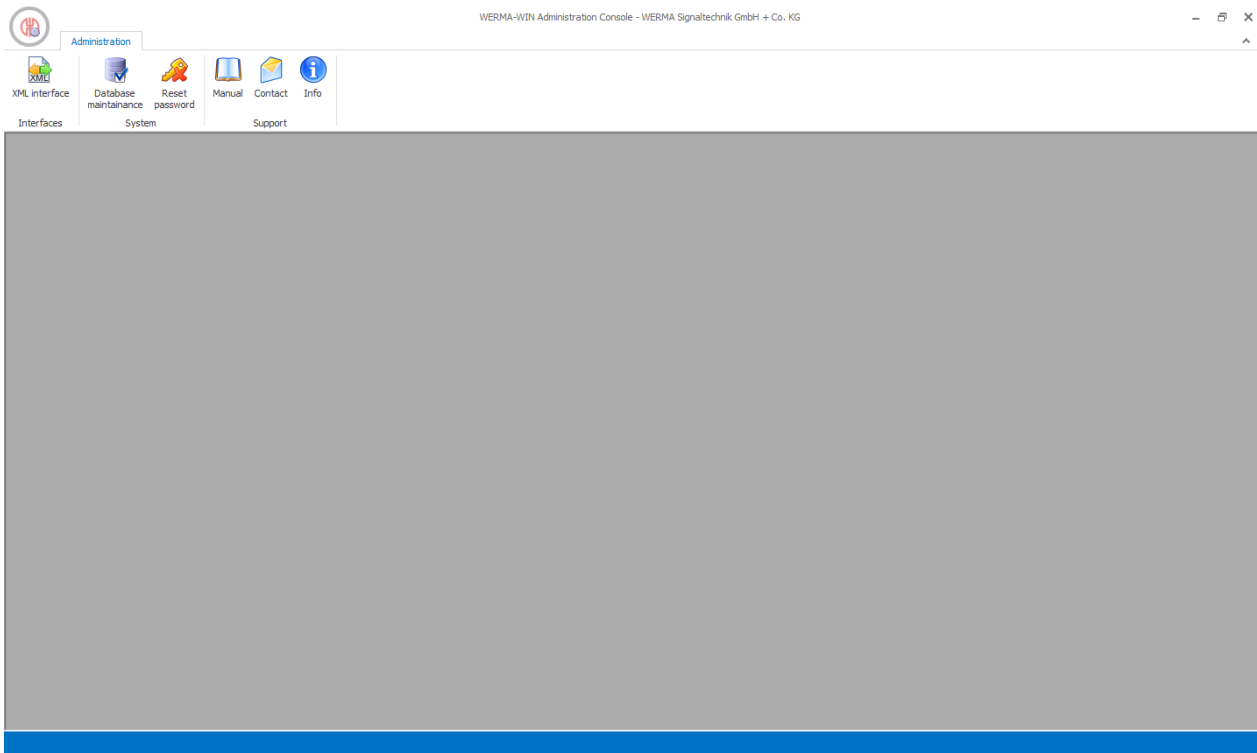 WERMA-WIN Administration Console - WERMA Signaltechnik GmbH + Co. KG
Administration
XML
XML interface
Database
maintainance
Reset
password
Manual
Contact
Info
Interfaces
System
Support